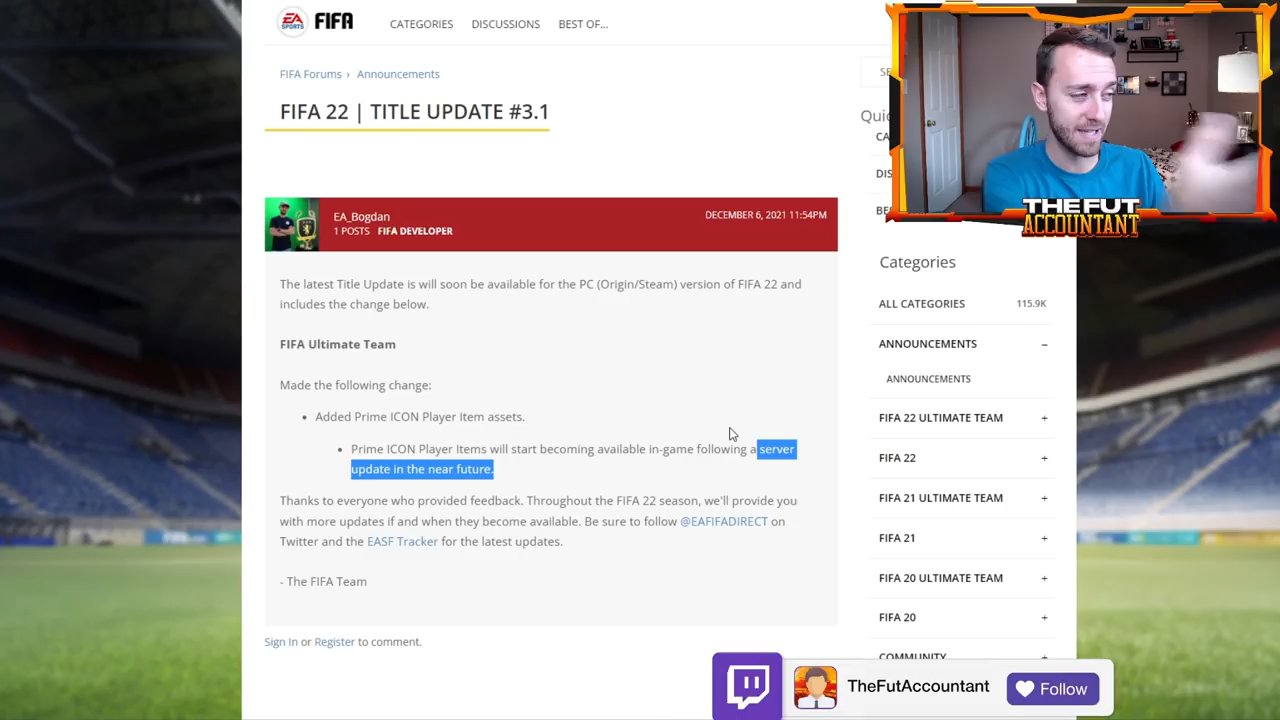 EA SPORTS FIFA
CATEGORIES DISCUSSIONS BEST OF...
FIFA Forums › Announcements
FIFA 22 | TITLE UPDATE #3.1
EA_Bogdan
1 POSTS FIFA DEVELOPER
DECEMBER 6, 2021 11:54PM
The latest Title Update is will soon be available for the PC (Origin/Steam) version of FIFA 22 and
includes the change below.
FIFA Ultimate Team
Made the following change:
• Added Prime ICON Player Item assets.
• Prime ICON Player Items will start becoming available in-game following a server
update in the near future.
Thanks to everyone who provided feedback. Throughout the FIFA 22 season, we'll provide you
with more updates if and when they become available. Be sure to follow @EAFIFADIRECT on
Twitter and the EASF Tracker for the latest updates.
- The FIFA Team
Sign In or Register to comment.
THE FUT
ACCOUNTANT
Categories
ALL CATEGORIES 115.9K
ANNOUNCEMENTS –
ANNOUNCEMENTS
FIFA 22 ULTIMATE TEAM +
FIFA 22 +
FIFA 21 ULTIMATE TEAM +
FIFA 21 +
FIFA 20 ULTIMATE TEAM +
FIFA 20 +
COMMUNITY
TheFutAccountant
Follow